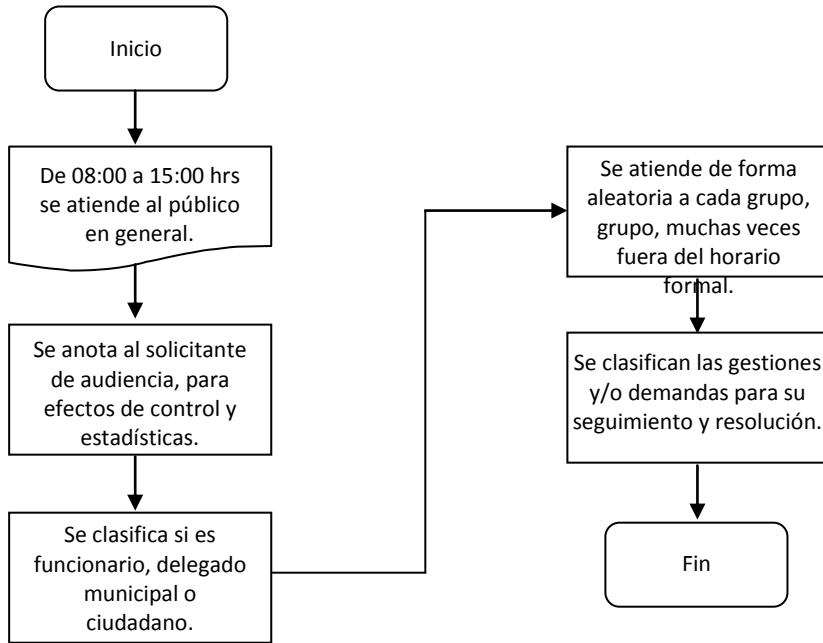 Inicio
De 08:00 a 15:00 hrs
se atiende al público
en general.
Se anota al solicitante
de audiencia, para
efectos de control y
estadísticas.
Se clasifica si es
funcionario, delegado
municipal o
ciudadano.
Se atiende de forma
aleatoria a cada grupo,
grupo, muchas veces
fuera del horario
formal.
Se clasifican las gestiones
y/o demandas para su
seguimiento y resolución.
Fin